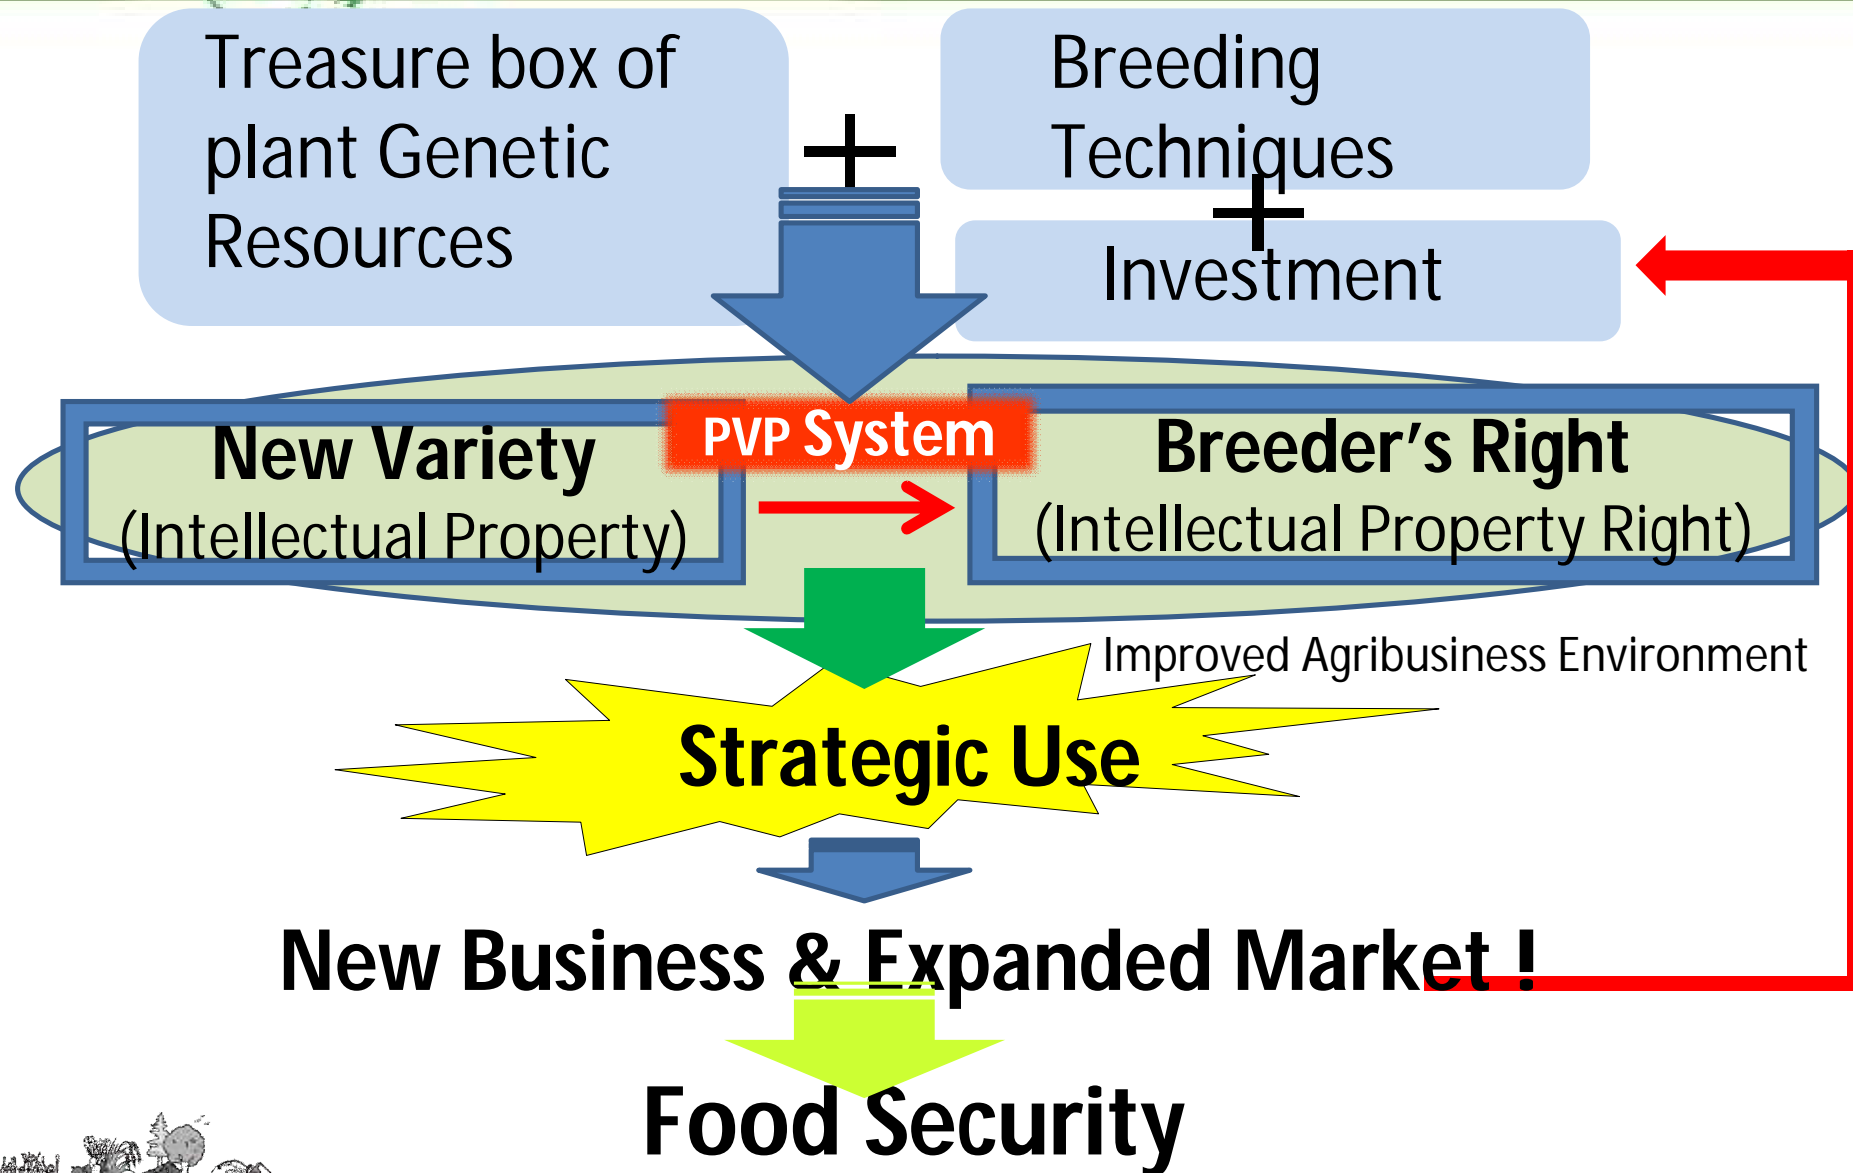 Treasure box of
plant Genetic
Resources
+
Breeding
Techniques
+
Investment
New Variety
(Intellectual Property)
PVP System
Breeder’s Right
(Intellectual Property Right)
Improved Agribusiness Environment
Strategic Use
New Business & Expanded Market !
Food Security